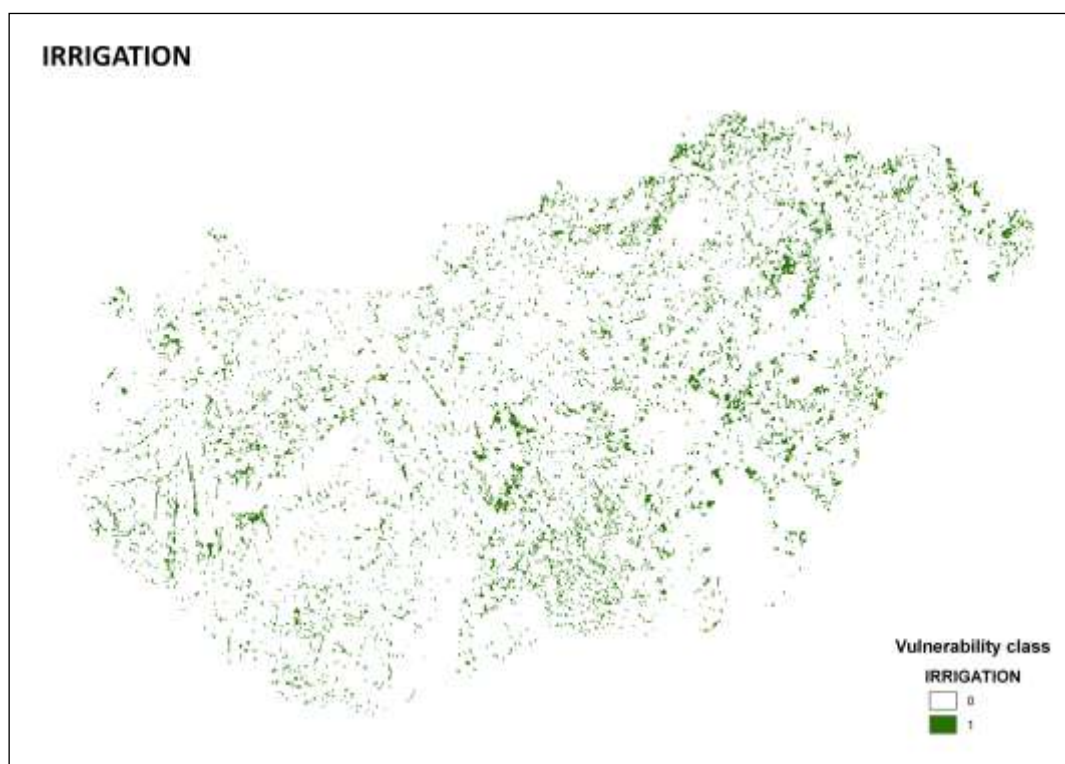 IRRIGATION
Vulnerability class
IRRIGATION
0
1